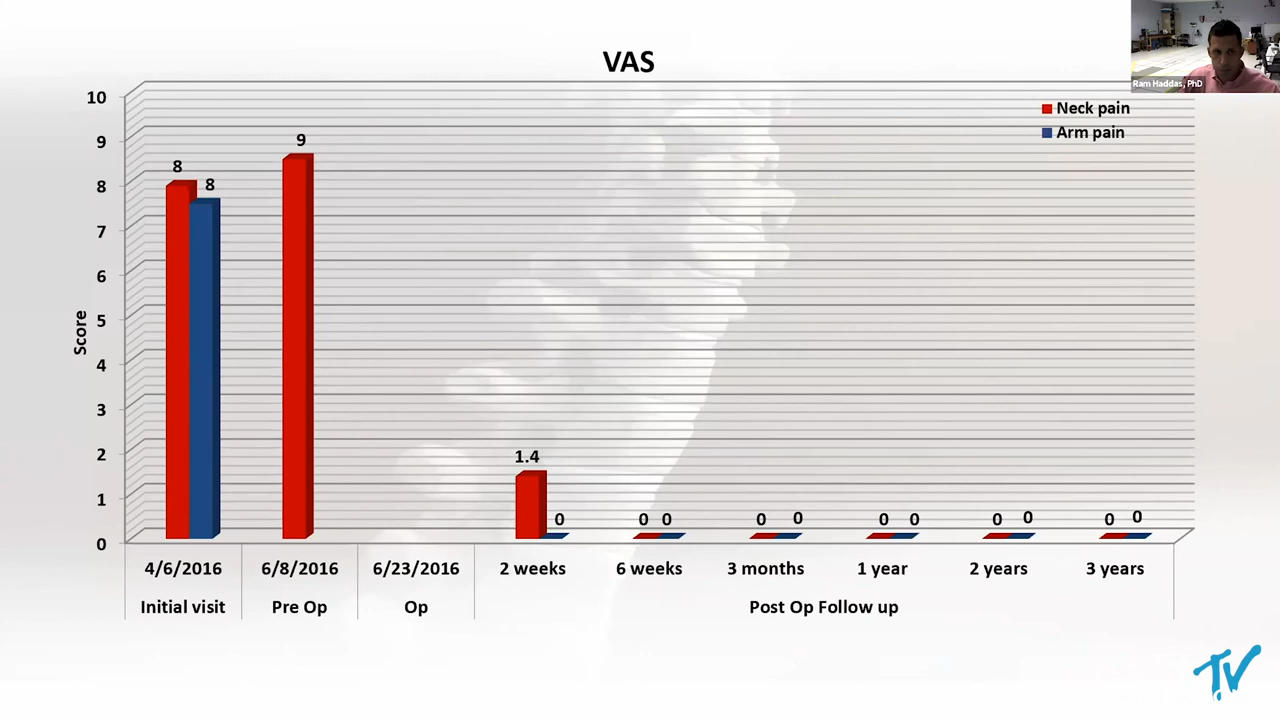 VAS
Ram Haddas, PhD
Neck pain
Arm pain
Score
10
9
8
7
6
5
4
3
2
1
0
8
8
9
1.4
0
0 0
0 0
0 0
0 0
0 0
4/6/2016 6/8/2016 6/23/2016 2 weeks 6 weeks 3 months 1 year 2 years 3 years
Initial visit Pre Op Op Post Op Follow up
TV